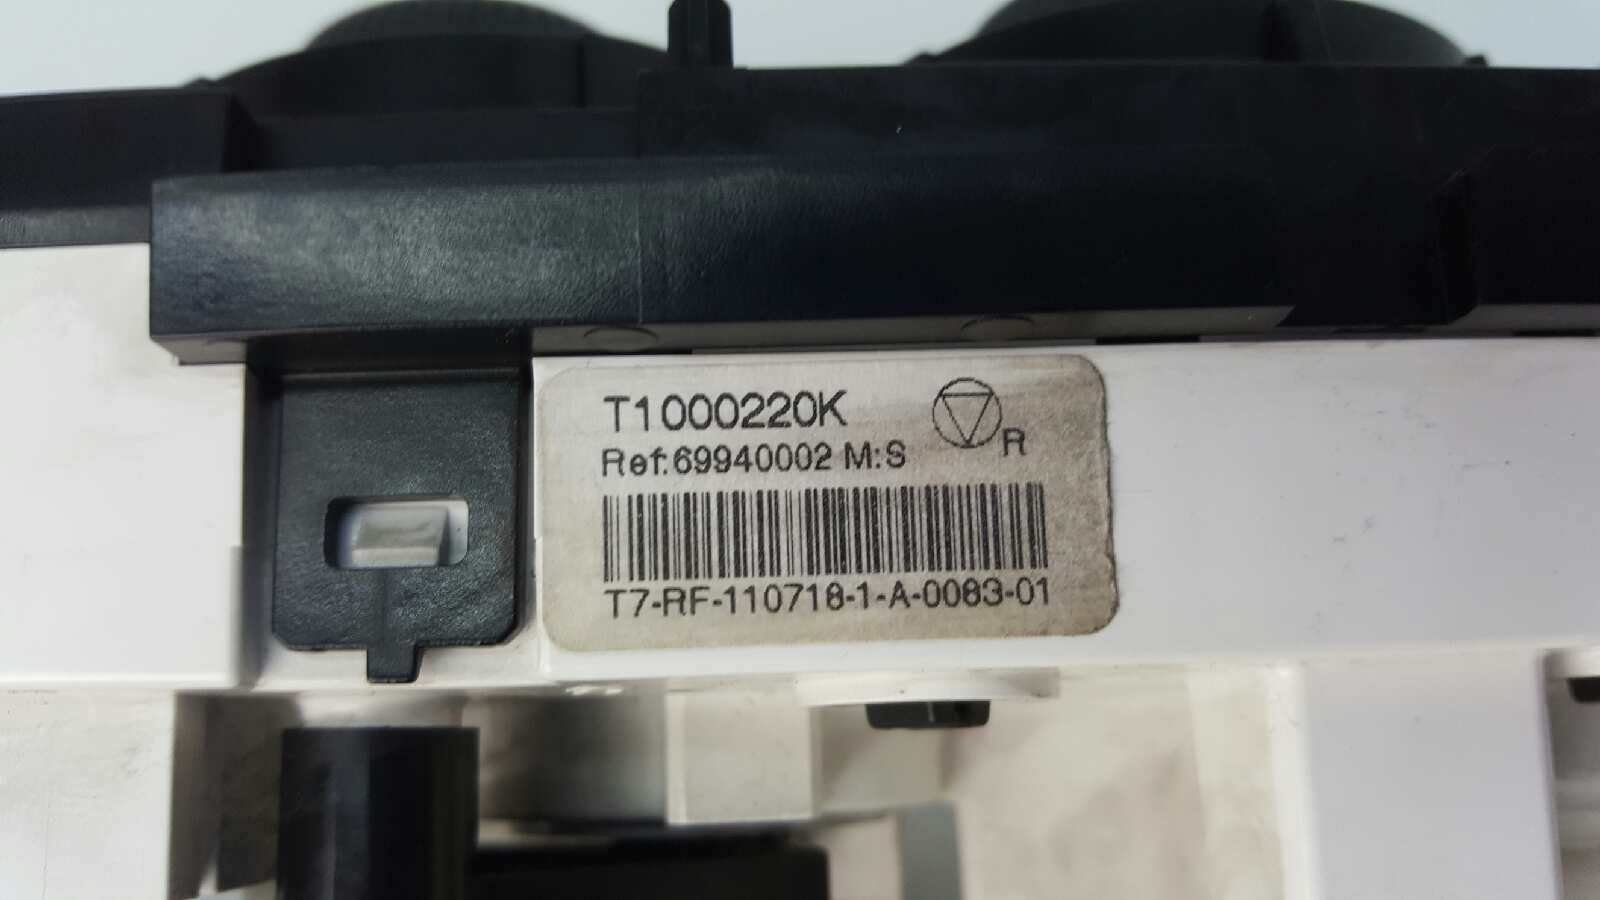 T1000220K
Ref:69940002 M:S
R
T7-RF-110718-1-A-0083-01